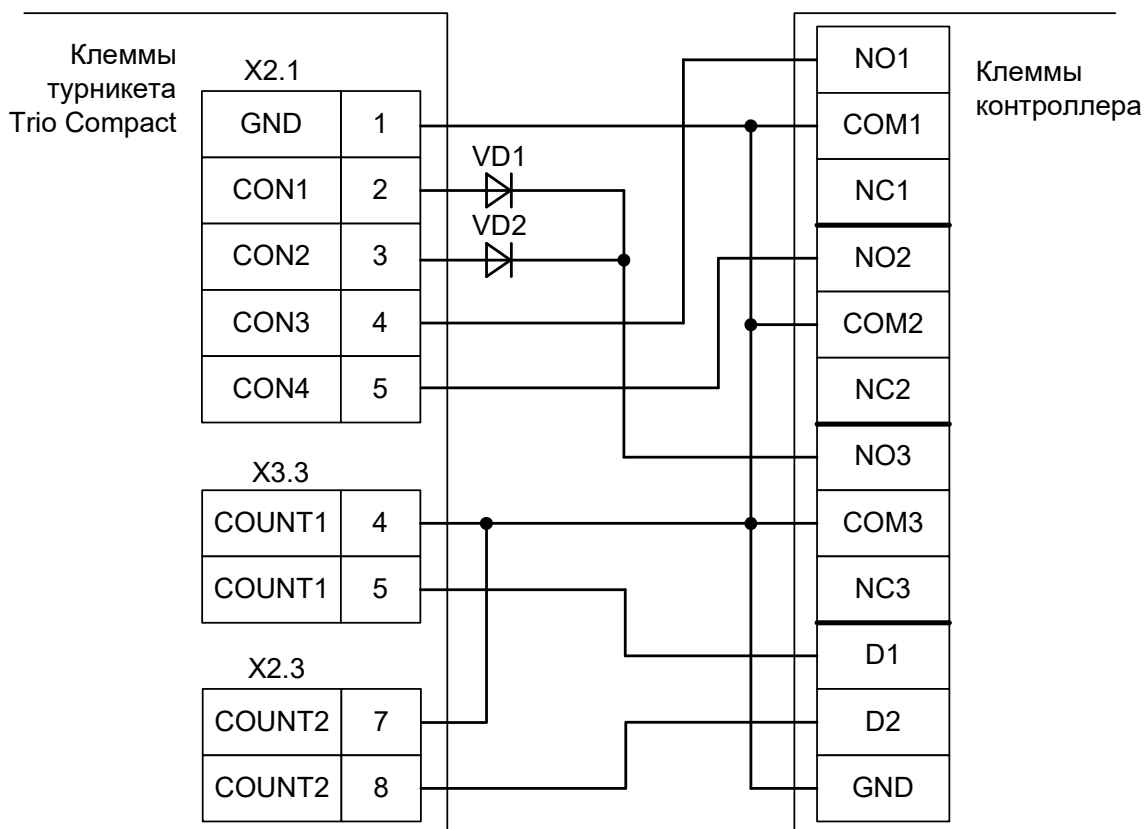 Клеммы
турникета
Trio Compact
X2.1
GND 1
CON1 2
CON2 3
CON3 4
CON4 5
X3.3
COUNT1 4
COUNT1 5
X2.3
COUNT2 7
COUNT2 8
VD1
VD2
NO1
COM1
NC1
NO2
COM2
NC2
NO3
COM3
NC3
D1
D2
GND
Клеммы
контроллера